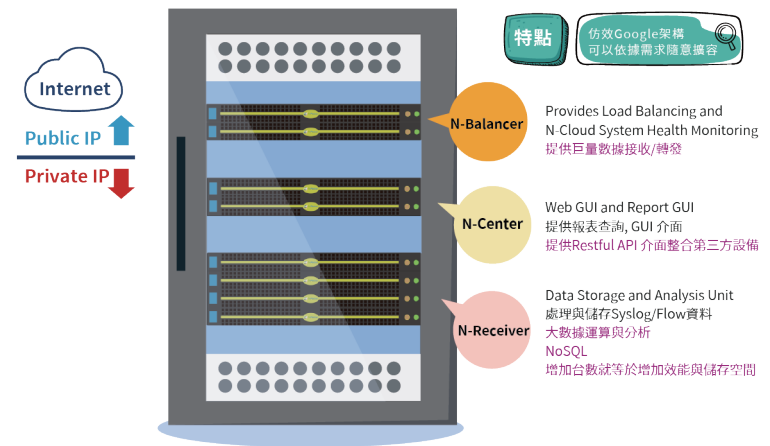 特點
仿效Google架構
可以依據需求隨意擴容
Internet
Public IP
Private IP
N-Balancer
Provides Load Balancing and
N-Cloud System Health Monitoring
提供巨量數據接收/轉發
N-Center
Web GUI and Report GUI
提供報表查詢, GUI 介面
提供Restful API 介面整合第三方設備
N-Receiver
Data Storage and Analysis Unit
處理與儲存Syslog/Flow資料
大數據運算與分析
NoSQL
增加台數就等於增加效能與儲存空間